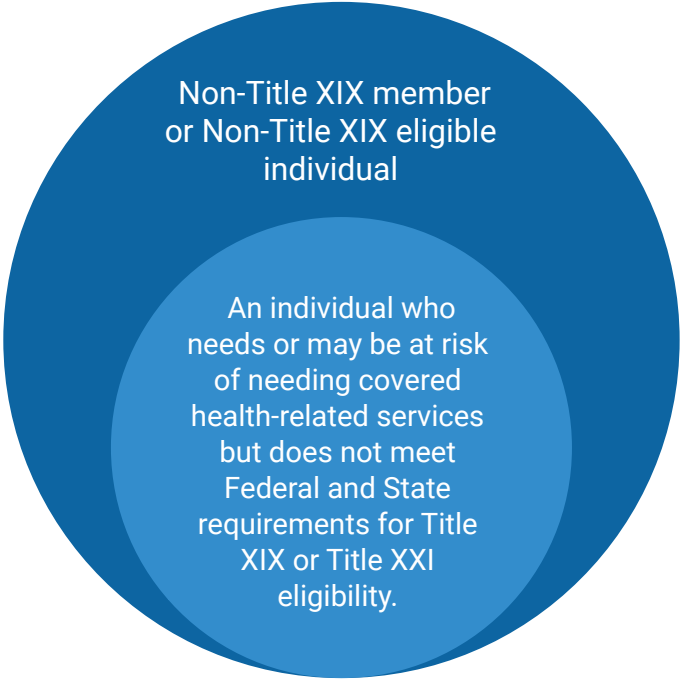 Non-Title XIX member
or Non-Title XIX eligible
individual
An individual who
needs or may be at risk
of needing covered
health-related services
but does not meet
Federal and State
requirements for Title
XIX or Title XXI
eligibility.